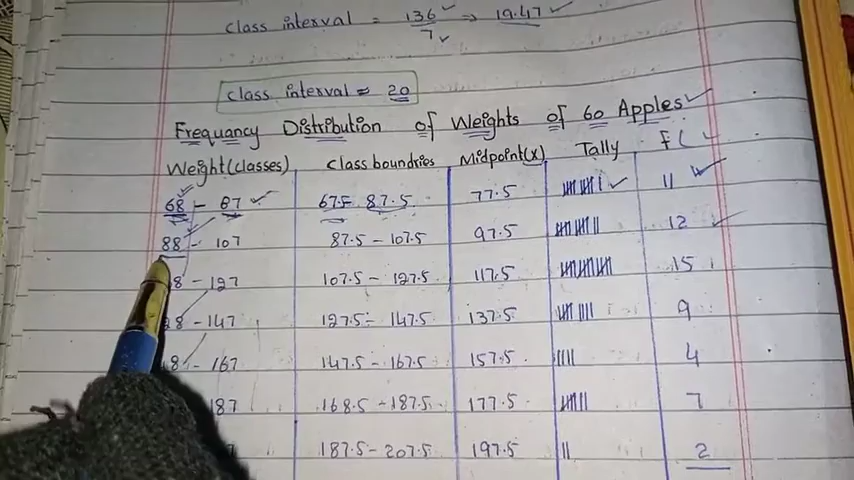 class interval = 136/7 ⇒ 19.47
class interval = 20
Frequancy Distribution of Weights of 60 Apples
Weight(classes) class boundries Midpoint(x) Tally f(
68 - 87 67.5 - 87.5 77.5 |||| |||| | 11
88 - 107 87.5 - 107.5 97.5 |||| |||| || 12
8 - 127 107.5 - 127.5 117.5 |||| |||| |||| 15
28 - 147 127.5 - 147.5 137.5 |||| |||| 9
8 - 167 147.5 - 167.5 157.5 |||| 4
187 168.5 - 187.5 177.5 |||| || 7
7 187.5 - 207.5 197.5 || 2